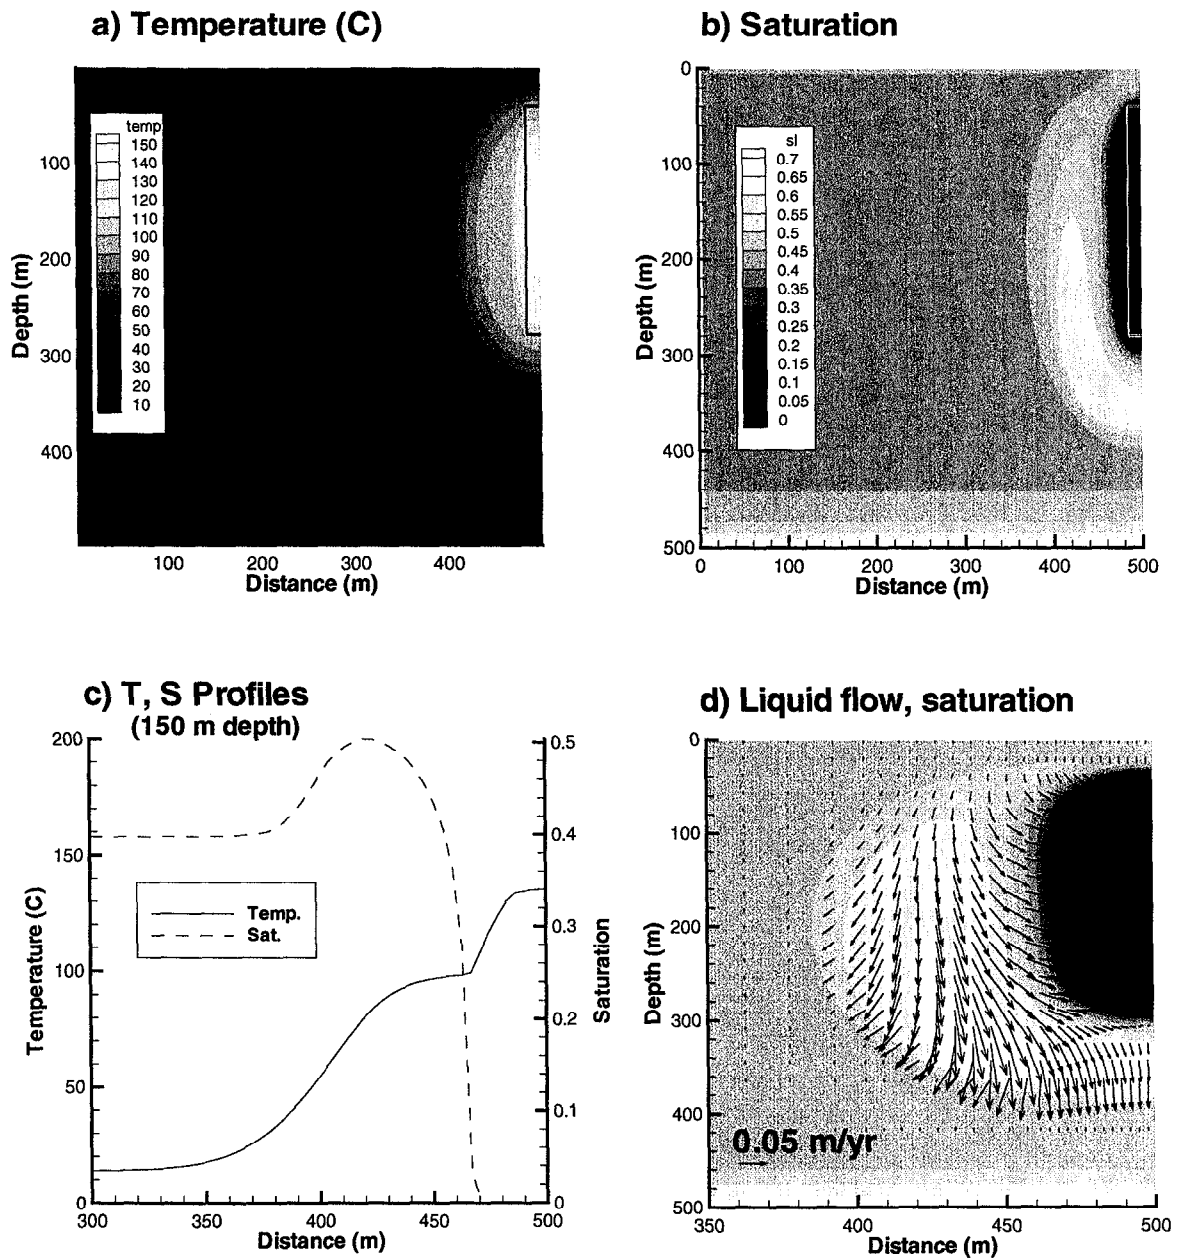 a) Temperature (C)
temp
150
140
130
120
110
100
90
80
70
60
50
40
30
20
10
100
200
300
400
Depth (m)
100 200 300 400
Distance (m)
b) Saturation
sl
0.7
0.65
0.6
0.55
0.5
0.45
0.4
0.35
0.3
0.25
0.2
0.15
0.1
0.05
0
0
100
200
300
400
500
Depth (m)
0 100 200 300 400 500
Distance (m)
c) T, S Profiles
(150 m depth)
200
150
100
50
0
Temperature (C)
Temp.
Sat.
0.5
0.4
0.3
0.2
0.1
0
Saturation
300 350 400 450 500
Distance (m)
d) Liquid flow, saturation
0
100
200
300
400
500
Depth (m)
0.05 m/yr
350 400 450 500
Distance (m)